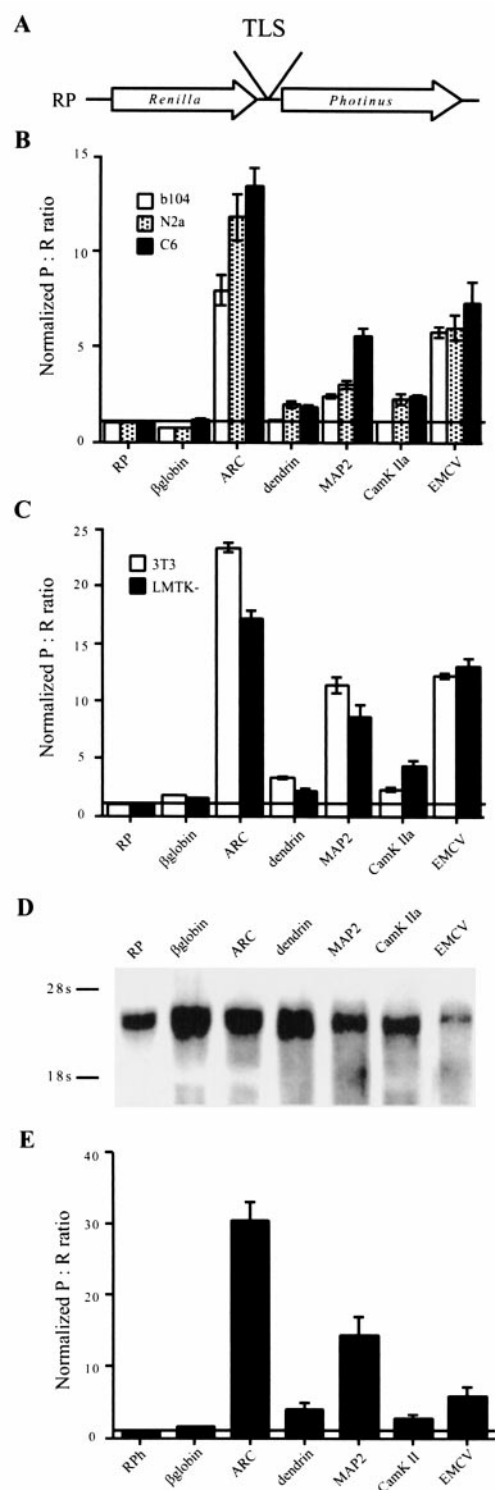 A
TLS
RP
Renilla
Photinus
B
Normalized P : R ratio
15
10
5
0
b104
N2a
C6
RP
βglobin
ARC
dendrin
MAP2
CamK IIa
EMCV
C
Normalized P : R ratio
25
20
15
10
5
0
3T3
LMTK-
RP
βglobin
ARC
dendrin
MAP2
CamK IIa
EMCV
D
RP
βglobin
ARC
dendrin
MAP2
CamK IIa
EMCV
28s
18s
E
Normalized P : R ratio
40
30
20
10
0
RPh
βglobin
ARC
dendrin
MAP2
CamK II
EMCV